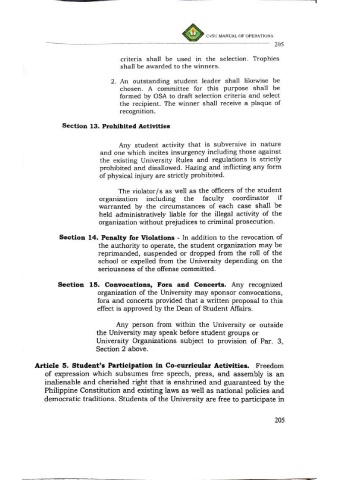 CvSU MANUAL OF OPERATIONS
205
criteria shall be used in the selection. Trophies
shall be awarded to the winners.
2. An outstanding student leader shall likewise be
chosen. A committee for this purpose shall be
formed by OSA to draft selection criteria and select
the recipient. The winner shall receive a plaque of
recognition.
Section 13. Prohibited Activities
Any student activity that is subversive in nature
and one which incites insurgency including those against
the existing University Rules and regulations is strictly
prohibited and disallowed. Hazing and inflicting any form
of physical injury are strictly prohibited.
The violator/s as well as the officers of the student
organization including the faculty coordinator if
warranted by the circumstances of each case shall be
held administratively liable for the illegal activity of the
organization without prejudices to criminal prosecution.
Section 14. Penalty for Violations - In addition to the revocation of
the authority to operate, the student organization may be
reprimanded, suspended or dropped from the roll of the
school or expelled from the University depending on the
seriousness of the offense committed.
Section 15. Convocations, Fora and Concerts. Any recognized
organization of the University may sponsor convocations,
fora and concerts provided that a written proposal to this
effect is approved by the Dean of Student Affairs.
Any person from within the University or outside
the University may speak before student groups or
University Organizations subject to provision of Par. 3,
Section 2 above.
Article 5. Student's Participation in Co-curricular Activities. Freedom
of expression which subsumes free speech, press, and assembly is an
inalienable and cherished right that is enshrined and guaranteed by the
Philippine Constitution and existing laws as well as national policies and
democratic traditions. Students of the University are free to participate in
205